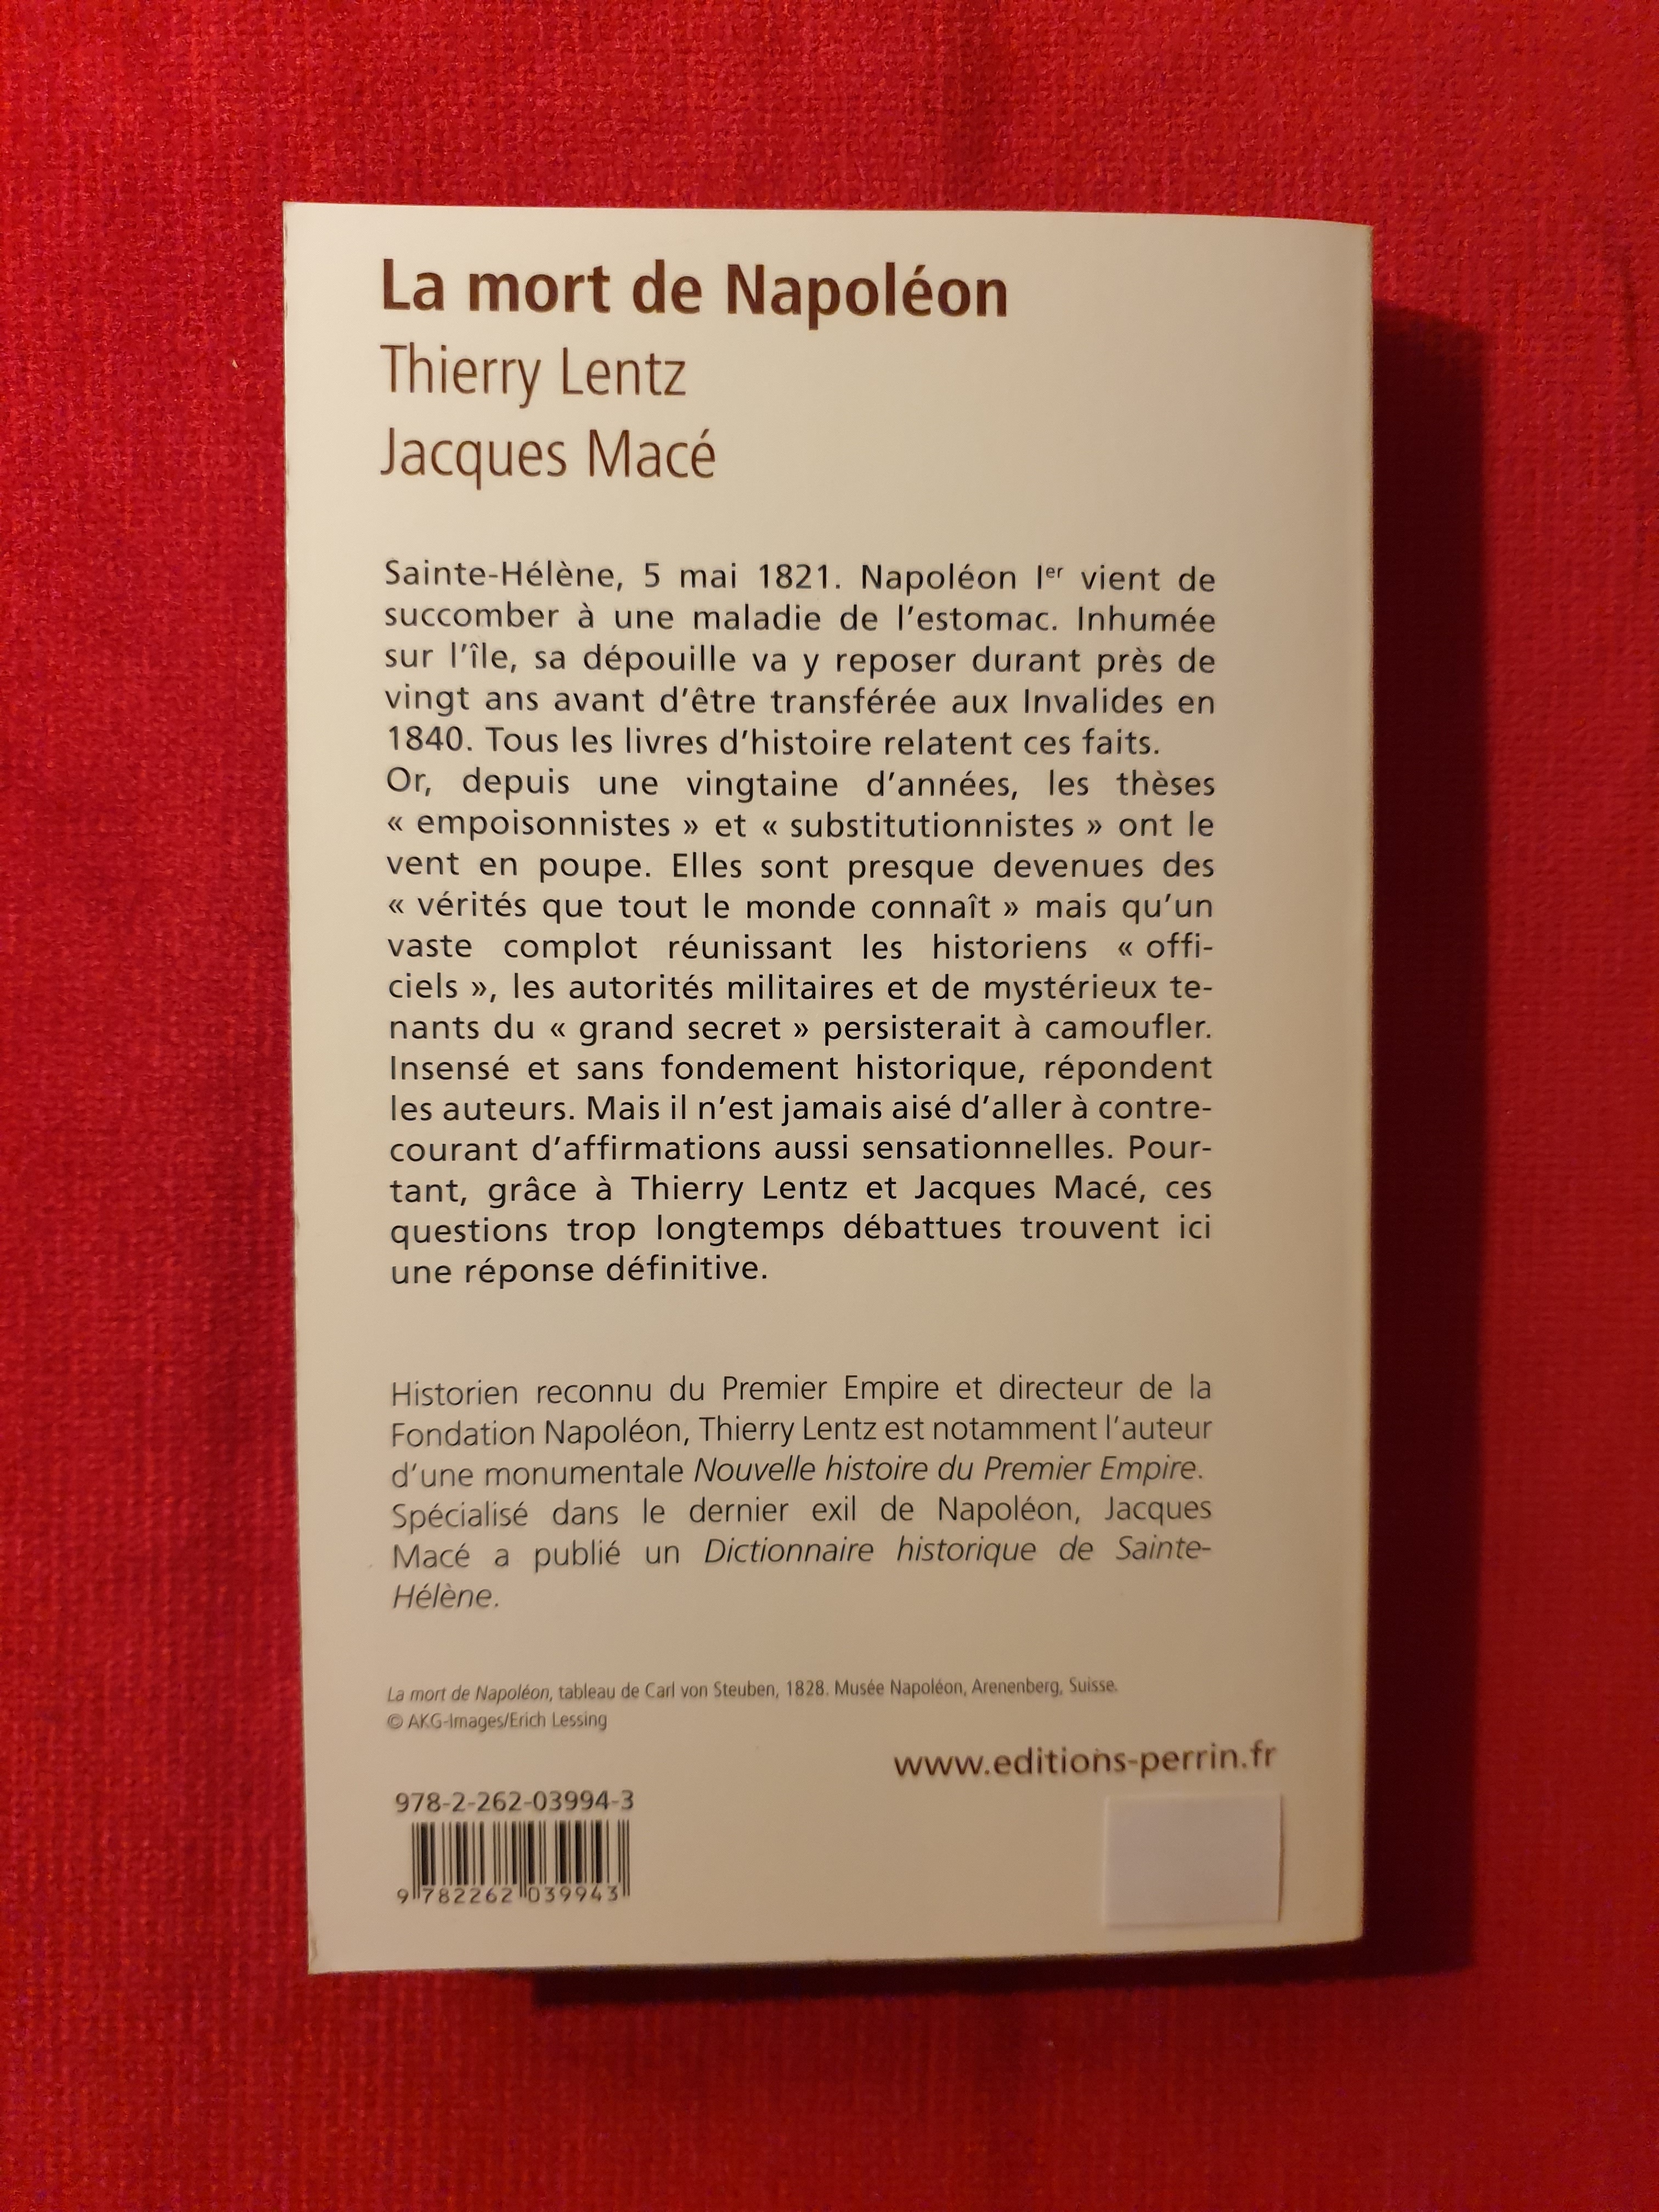 La mort de Napoléon
Thierry Lentz
Jacques Macé
Sainte-Hélène, 5 mai 1821. Napoléon Ier vient de
succomber à une maladie de l'estomac. Inhumée
sur l'île, sa dépouille va y reposer durant près de
vingt ans avant d'être transférée aux Invalides en
1840. Tous les livres d'histoire relatent ces faits.
Or, depuis une vingtaine d'années, les thèses
« empoisonnistes » et « substitutionnistes » ont le
vent en poupe. Elles sont presque devenues des
« vérités que tout le monde connaît » mais qu'un
vaste complot réunissant les historiens « offi-
ciels », les autorités militaires et de mystérieux te-
nants du « grand secret » persisterait à camoufler.
Insensé et sans fondement historique, répondent
les auteurs. Mais il n'est jamais aisé d'aller à contre-
courant d'affirmations aussi sensationnelles. Pour-
tant, grâce à Thierry Lentz et Jacques Macé, ces
questions trop longtemps débattues trouvent ici
une réponse définitive.
Historien reconnu du Premier Empire et directeur de la
Fondation Napoléon, Thierry Lentz est notamment l'auteur
d'une monumentale Nouvelle histoire du Premier Empire.
Spécialisé dans le dernier exil de Napoléon, Jacques
Macé a publié un Dictionnaire historique de Sainte-
Hélène.
La mort de Napoléon, tableau de Carl von Steuben, 1828. Musée Napoléon, Arenenberg, Suisse.
© AKG-Images/Erich Lessing
www.editions-perrin.fr
978-2-262-03994-3
9 782262 039943